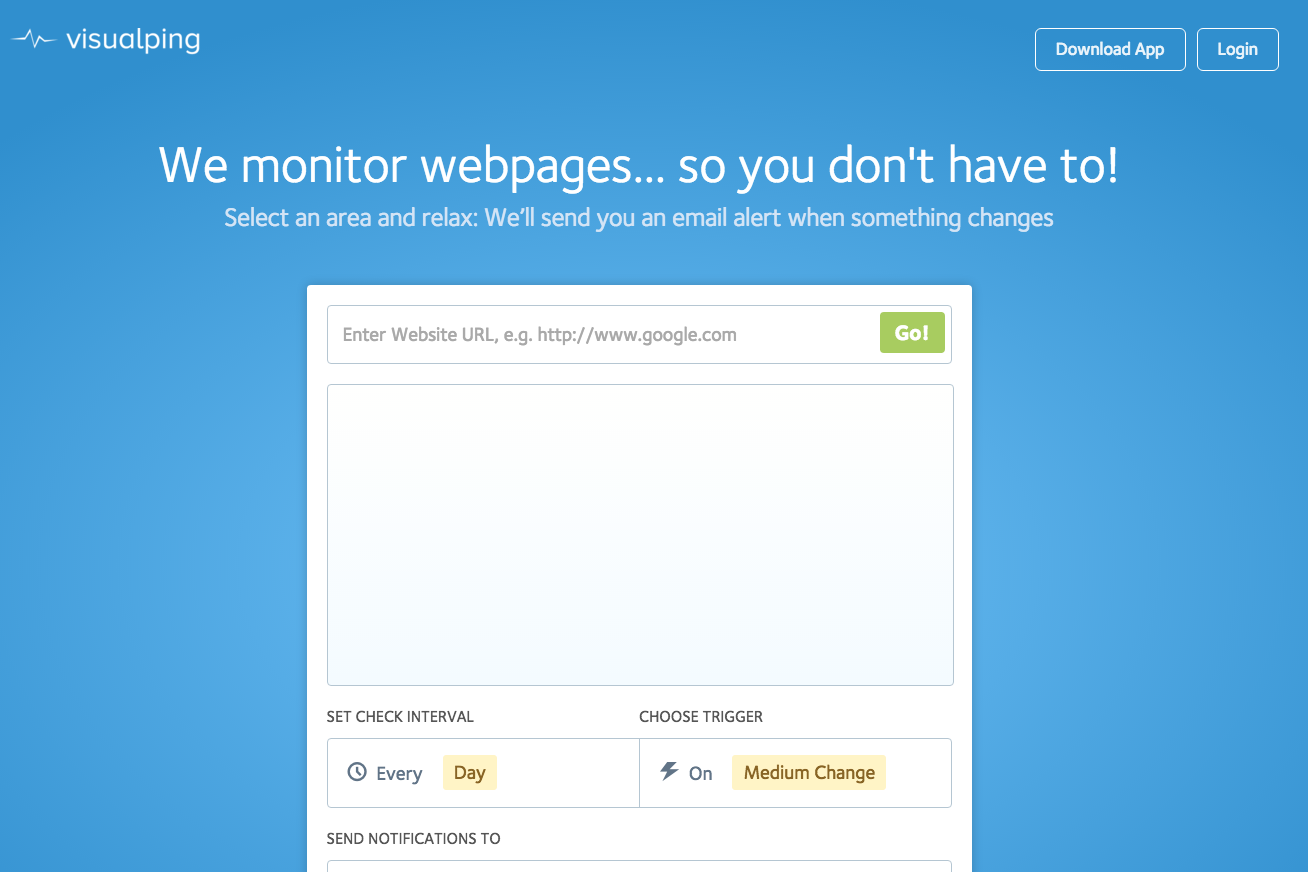 visualping
Download App
Login
We monitor webpages... so you don't have to!
Select an area and relax: We’ll send you an email alert when something changes
Enter Website URL, e.g. http://www.google.com
Go!
SET CHECK INTERVAL
CHOOSE TRIGGER
Every Day
On Medium Change
SEND NOTIFICATIONS TO